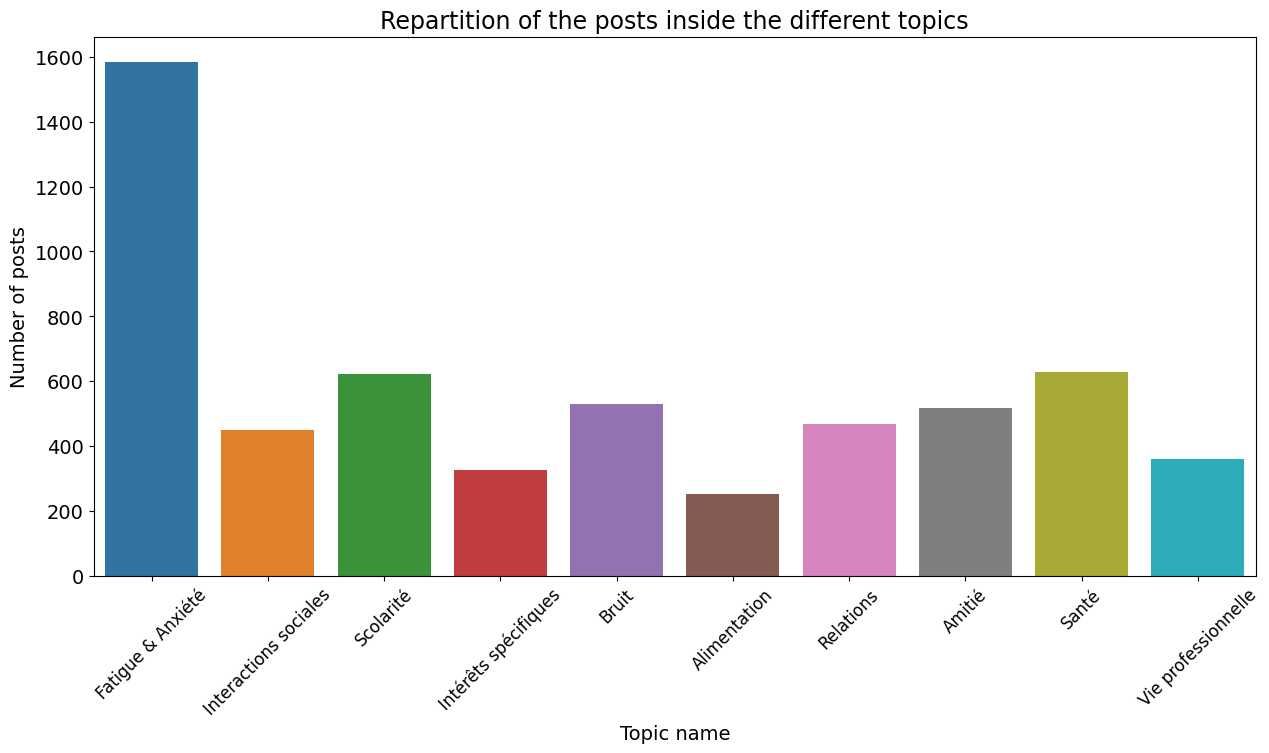 Repartition of the posts inside the different topics
Number of posts
1600
1400
1200
1000
800
600
400
200
0
Fatigue & Anxiété
Interactions sociales
Scolarité
Intérêts spécifiques
Bruit
Alimentation
Relations
Amitié
Santé
Vie professionnelle
Topic name